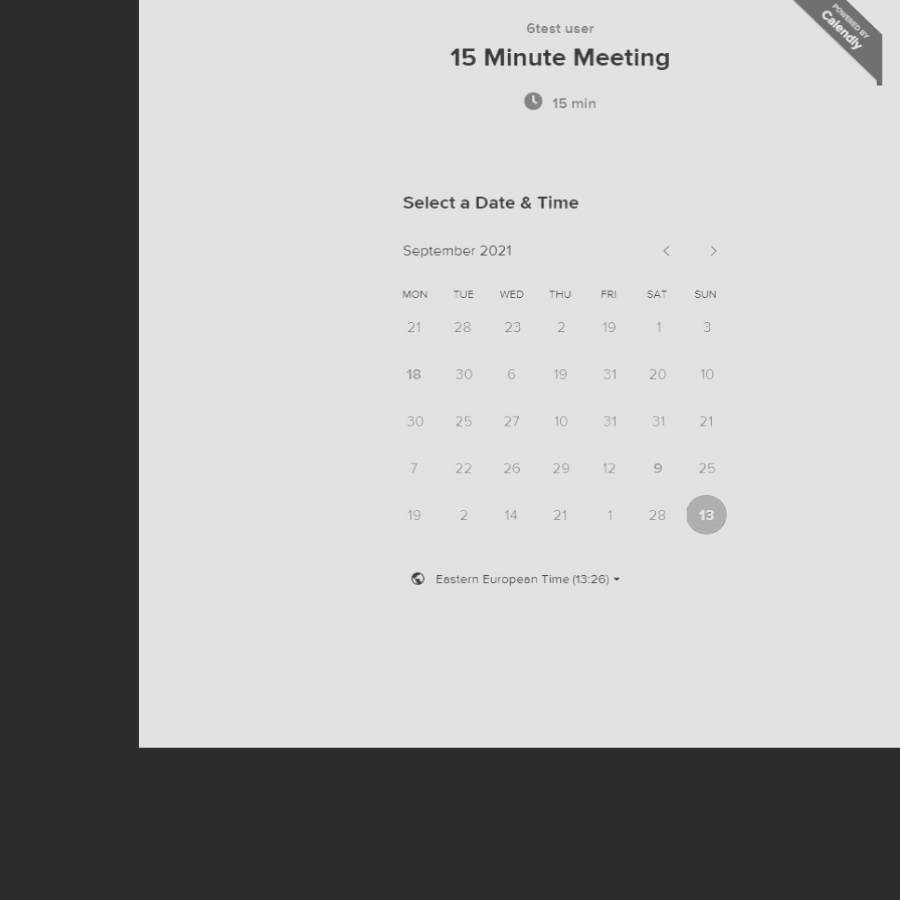 6test user
15 Minute Meeting
POWERED BY
Calendly
15 min
Select a Date & Time
September 2021
MON TUE WED THU FRI SAT SUN
21 28 23 2 19 1 3
18 30 6 19 31 20 10
30 25 27 10 31 31 21
7 22 26 29 12 9 25
19 2 14 21 1 28 13
Eastern European Time (13:26)